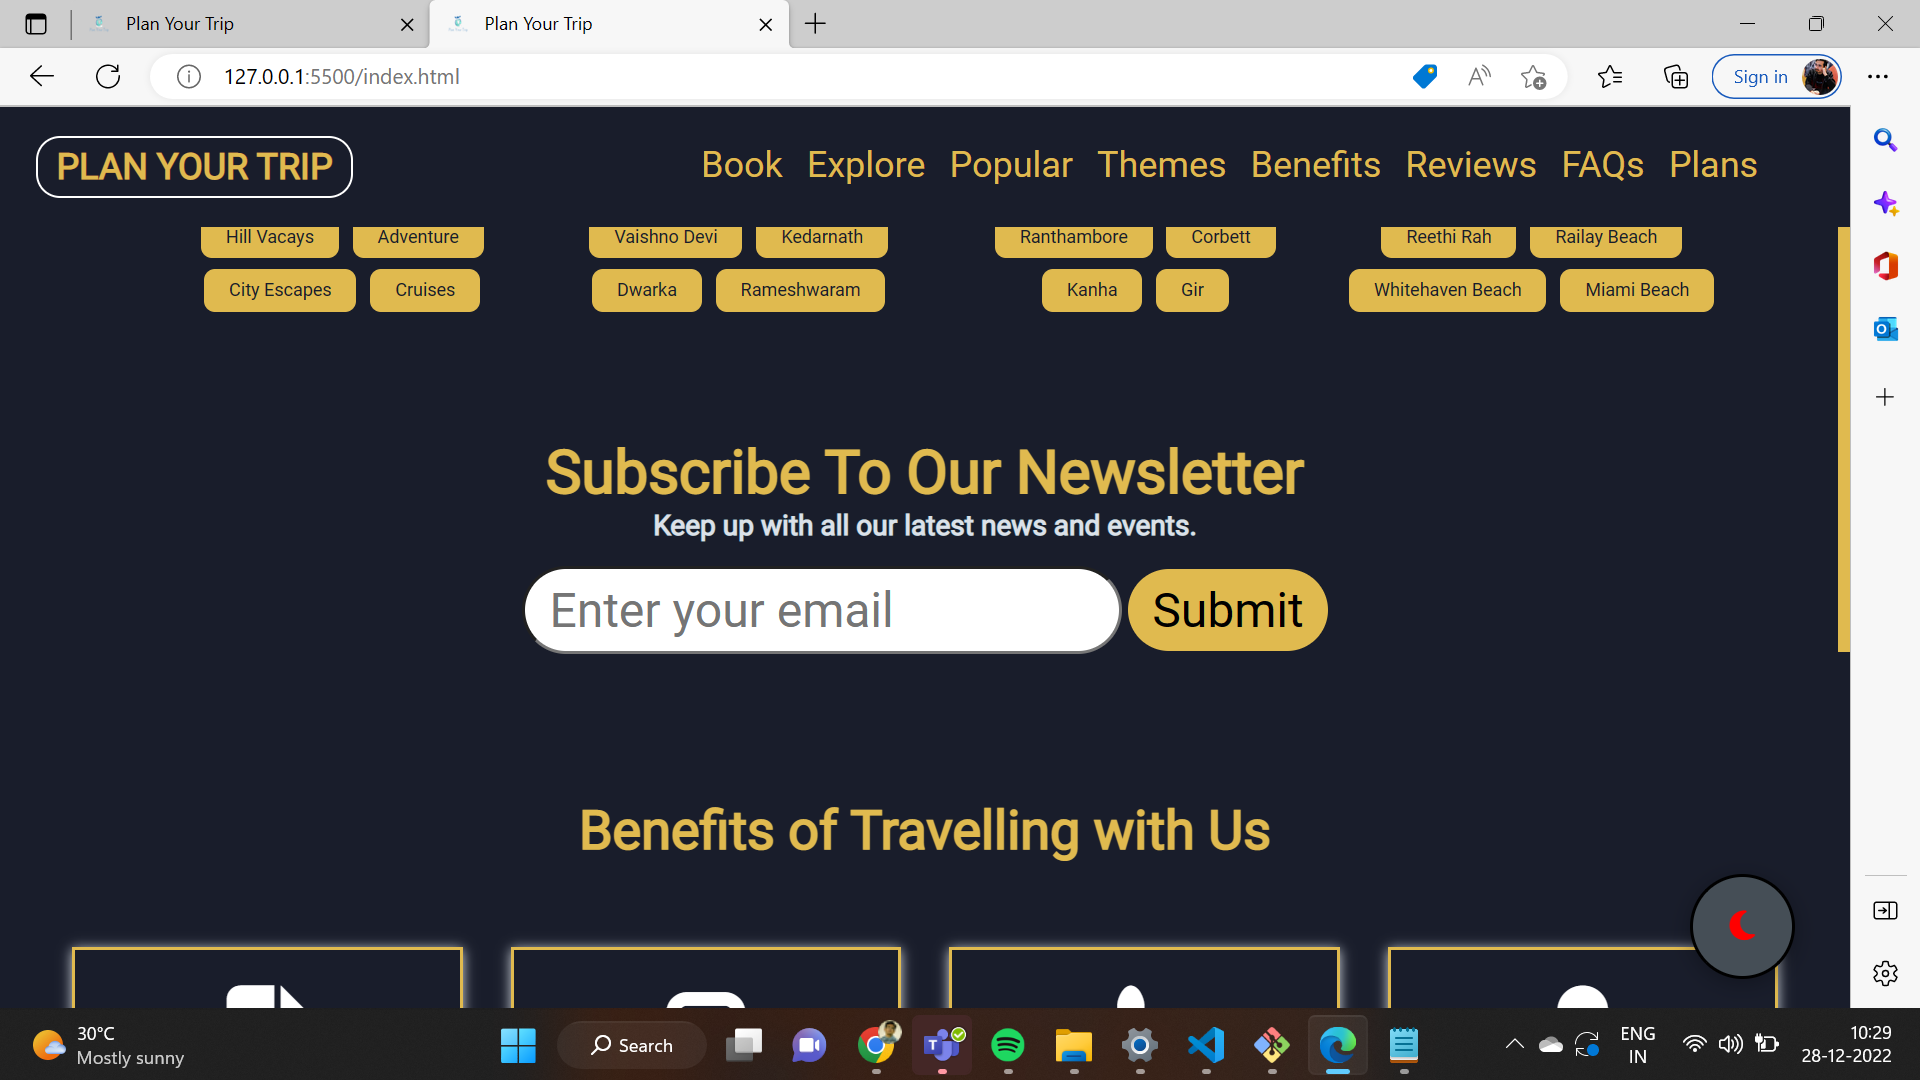 Plan Your Trip
Plan Your Trip
127.0.0.1:5500/index.html
Sign in
PLAN YOUR TRIP
Book Explore Popular Themes Benefits Reviews FAQs Plans
Hill Vacays Adventure Vaishno Devi Kedarnath Ranthambore Corbett Reethi Rah Railay Beach
City Escapes Cruises Dwarka Rameshwaram Kanha Gir Whitehaven Beach Miami Beach
Subscribe To Our Newsletter
Keep up with all our latest news and events.
Enter your email Submit
Benefits of Travelling with Us
30°C
Mostly sunny
Search
ENG
IN
10:29
28-12-2022